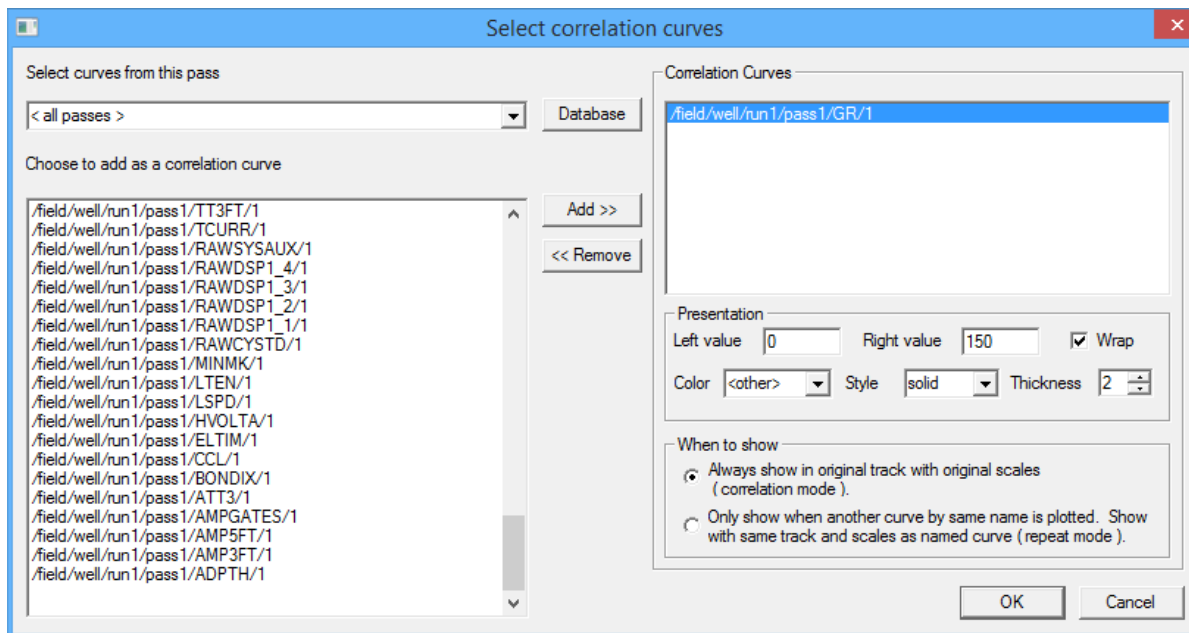 Select correlation curves
Select curves from this pass
< all passes >
Database
Choose to add as a correlation curve
/field/well/run1/pass1/TT3FT/1
/field/well/run1/pass1/TCURR/1
/field/well/run1/pass1/RAWSYSAUX/1
/field/well/run1/pass1/RAWDSP1_4/1
/field/well/run1/pass1/RAWDSP1_3/1
/field/well/run1/pass1/RAWDSP1_2/1
/field/well/run1/pass1/RAWDSP1_1/1
/field/well/run1/pass1/RAWCYSTD/1
/field/well/run1/pass1/MINMK/1
/field/well/run1/pass1/LTEN/1
/field/well/run1/pass1/LSPD/1
/field/well/run1/pass1/HVOLTA/1
/field/well/run1/pass1/ELTIM/1
/field/well/run1/pass1/CCL/1
/field/well/run1/pass1/BONDIX/1
/field/well/run1/pass1/ATT3/1
/field/well/run1/pass1/AMPGATES/1
/field/well/run1/pass1/AMP5FT/1
/field/well/run1/pass1/AMP3FT/1
/field/well/run1/pass1/ADPTH/1
Add >>
<< Remove
Correlation Curves
/field/well/run1/pass1/GR/1
Presentation
Left value 0 Right value 150 Wrap
Color <other> Style solid Thickness 2
When to show
Always show in original track with original scales
( correlation mode ).
Only show when another curve by same name is plotted. Show
with same track and scales as named curve ( repeat mode ).
OK Cancel